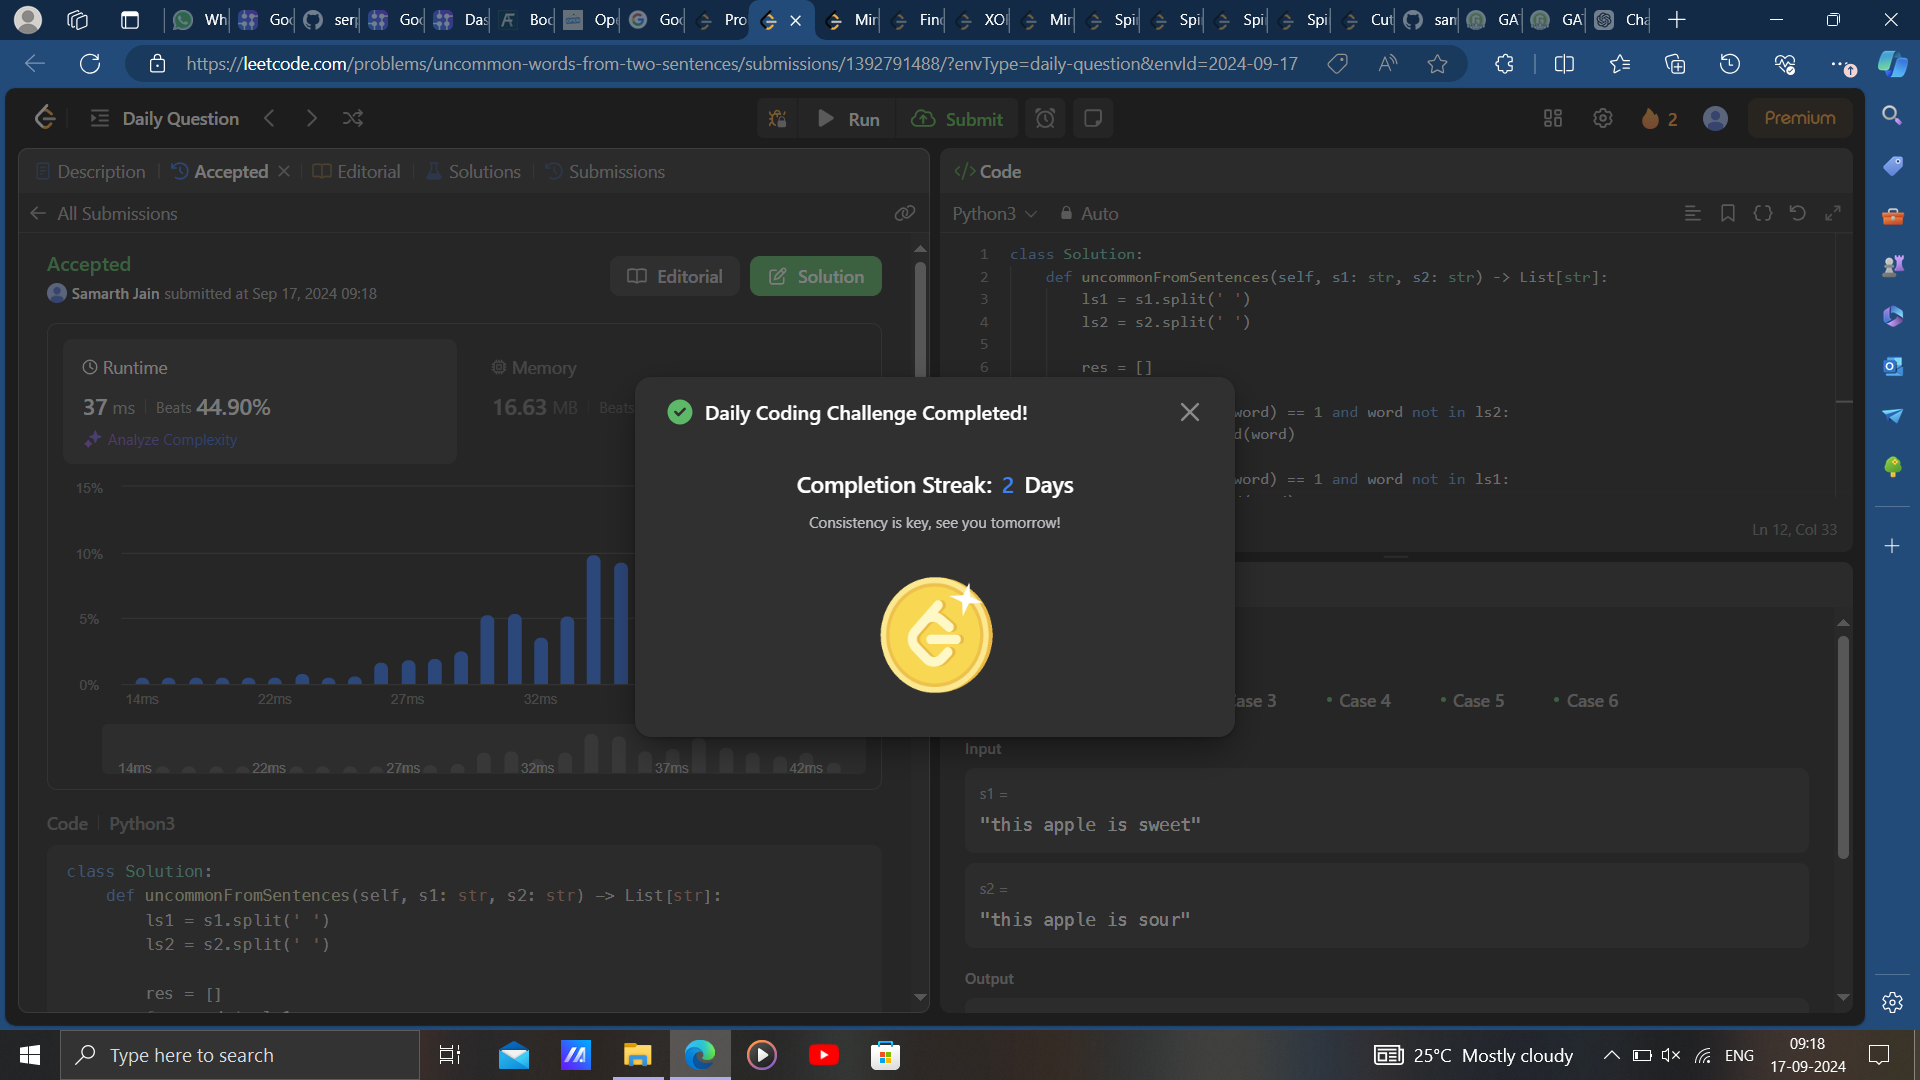 Wh
Goo
ser
Goo
Das
Boo
Ope
Goo
Pro
Min
Find
XOR
Min
Spi
Spi
Spi
Spi
Cut
sam
GA
GA
Cha
https://leetcode.com/problems/uncommon-words-from-two-sentences/submissions/1392791488/?envType=daily-question&envId=2024-09-17
Daily Question
Run
Submit
2
Premium
Description
Accepted
Editorial
Solutions
Submissions
All Submissions
Accepted
Samarth Jain submitted at Sep 17, 2024 09:18
Editorial
Solution
Runtime
37 ms
Beats 44.90%
Analyze Complexity
Memory
16.63 MB
Beats
15%
10%
5%
0%
14ms 22ms 27ms 32ms
14ms 22ms 27ms 32ms 37ms 42ms
Code
Python3
class Solution:
def uncommonFromSentences(self, s1: str, s2: str) -> List[str]:
ls1 = s1.split(' ')
ls2 = s2.split(' ')
res = []
Daily Coding Challenge Completed!
Completion Streak: 2 Days
Consistency is key, see you tomorrow!
</> Code
Python3
Auto
1 class Solution:
2 def uncommonFromSentences(self, s1: str, s2: str) -> List[str]:
3 ls1 = s1.split(' ')
4 ls2 = s2.split(' ')
5
6 res = []
word) == 1 and word not in ls2:
d(word)
word) == 1 and word not in ls1:
Ln 12, Col 33
ase 3
Case 4
Case 5
Case 6
Input
s1 =
"this apple is sweet"
s2 =
"this apple is sour"
Output
Type here to search
25°C Mostly cloudy
ENG
09:18
17-09-2024